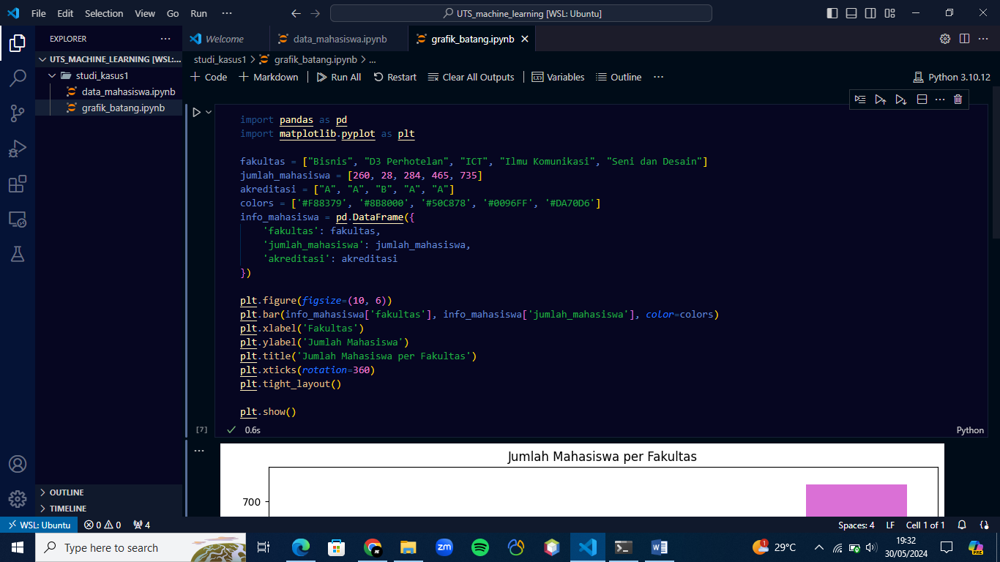 File Edit Selection View Go Run ···
UTS_machine_learning [WSL: Ubuntu]
EXPLORER
Welcome
data_mahasiswa.ipynb
grafik_batang.ipynb
UTS_MACHINE_LEARNING [WSL:...
studi_kasus1
data_mahasiswa.ipynb
grafik_batang.ipynb
studi_kasus1 > grafik_batang.ipynb > ...
+ Code + Markdown Run All Restart Clear All Outputs Variables Outline ···
Python 3.10.12
import pandas as pd
import matplotlib.pyplot as plt
fakultas = ["Bisnis", "D3 Perhotelan", "ICT", "Ilmu Komunikasi", "Seni dan Desain"]
jumlah_mahasiswa = [260, 28, 284, 465, 735]
akreditasi = ["A", "A", "B", "A", "A"]
colors = ['#F88379', '#8B8000', '#50C878', '#0096FF', '#DA70D6']
info_mahasiswa = pd.DataFrame({
    'fakultas': fakultas,
    'jumlah_mahasiswa': jumlah_mahasiswa,
    'akreditasi': akreditasi
})
plt.figure(figsize=(10, 6))
plt.bar(info_mahasiswa['fakultas'], info_mahasiswa['jumlah_mahasiswa'], color=colors)
plt.xlabel('Fakultas')
plt.ylabel('Jumlah Mahasiswa')
plt.title('Jumlah Mahasiswa per Fakultas')
plt.xticks(rotation=360)
plt.tight_layout()
plt.show()
[7]
0.6s
Python
Jumlah Mahasiswa per Fakultas
700
OUTLINE
TIMELINE
WSL: Ubuntu 0 0 4
Spaces: 4 LF Cell 1 of 1
Type here to search
zm
W
1
29°C
19:32
30/05/2024
PRE